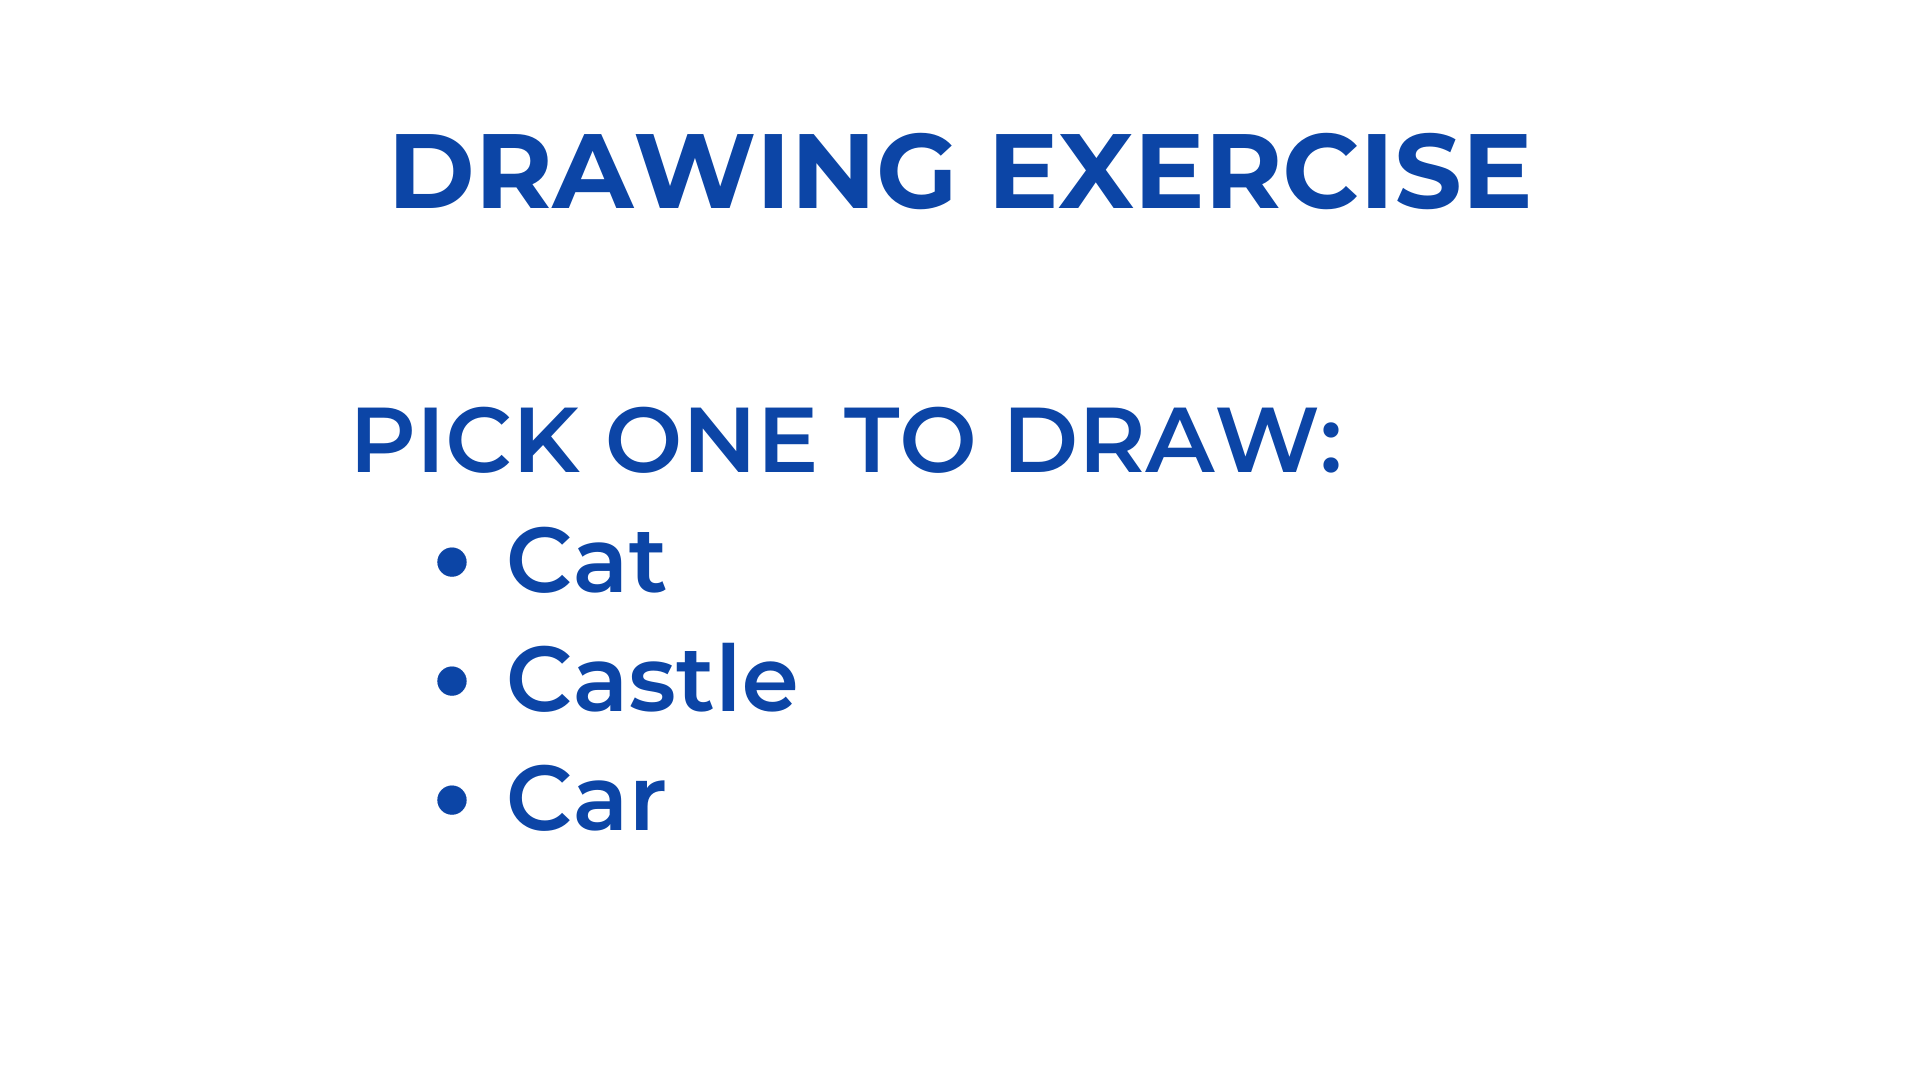 DRAWING EXERCISE
PICK ONE TO DRAW:
• Cat
• Castle
• Car